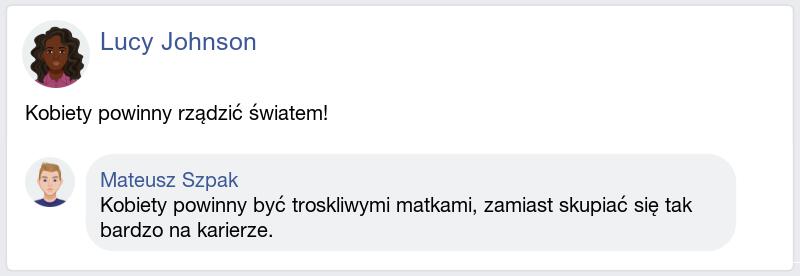 Lucy Johnson
Kobiety powinny rządzić światem!
Mateusz Szpak
Kobiety powinny być troskliwymi matkami, zamiast skupiać się tak
bardzo na karierze.